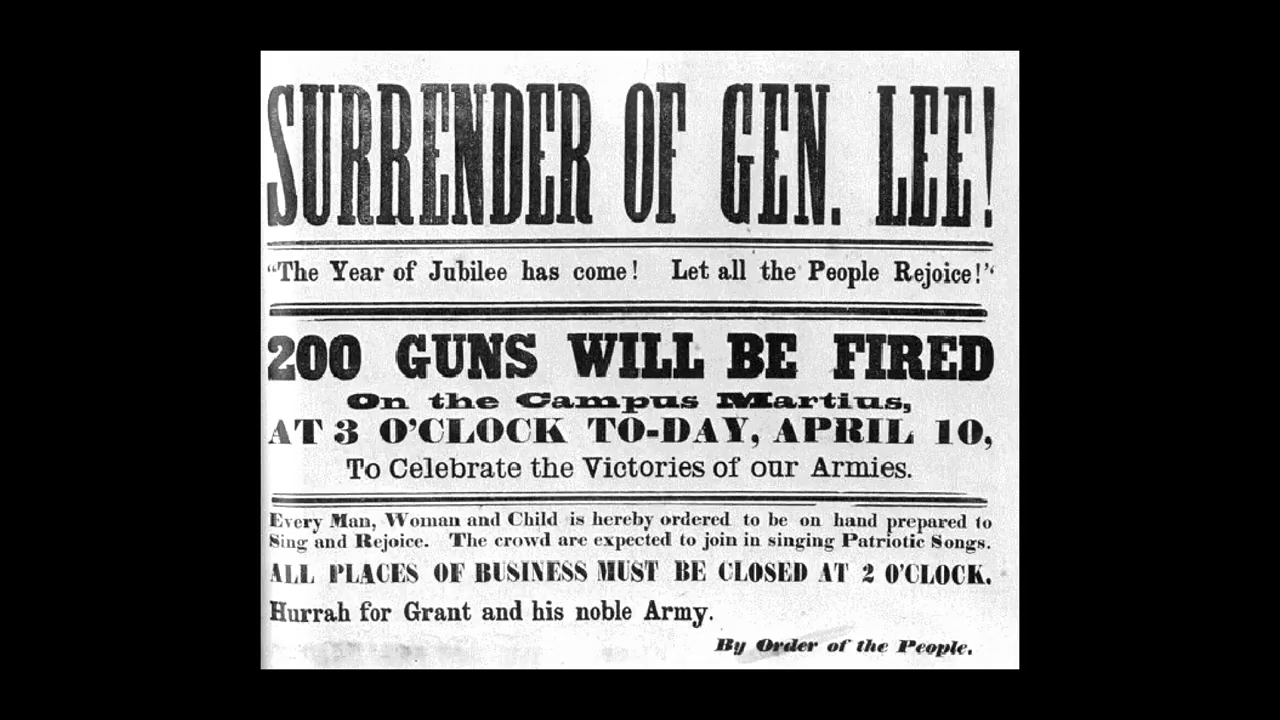 SURRENDER OF GEN. LEE!
"The Year of Jubilee has come! Let all the People Rejoice!"
200 GUNS WILL BE FIRED
On the Campus Martius,
AT 3 O'CLOCK TO-DAY, APRIL 10,
To Celebrate the Victories of our Armies.
Every Man, Woman and Child is hereby ordered to be on hand prepared to
Sing and Rejoice. The crowd are expected to join in singing Patriotic Songs.
ALL PLACES OF BUSINESS MUST BE CLOSED AT 2 O'CLOCK.
Hurrah for Grant and his noble Army.
By Order of the People.